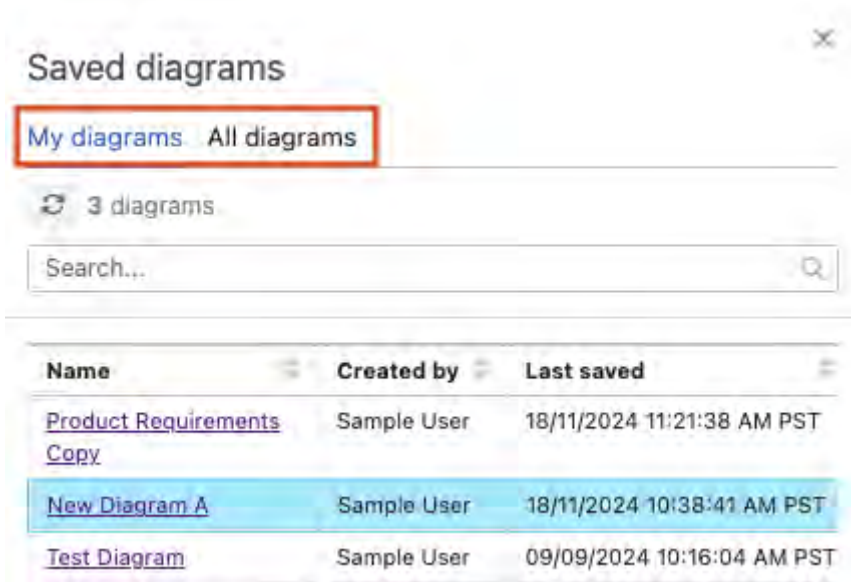 Saved diagrams
My diagrams All diagrams
3 diagrams
Search...
Name Created by Last saved
Product Requirements Sample User 18/11/2024 11:21:38 AM PST
Copy
New Diagram A Sample User 18/11/2024 10:38:41 AM PST
Test Diagram Sample User 09/09/2024 10:16:04 AM PST